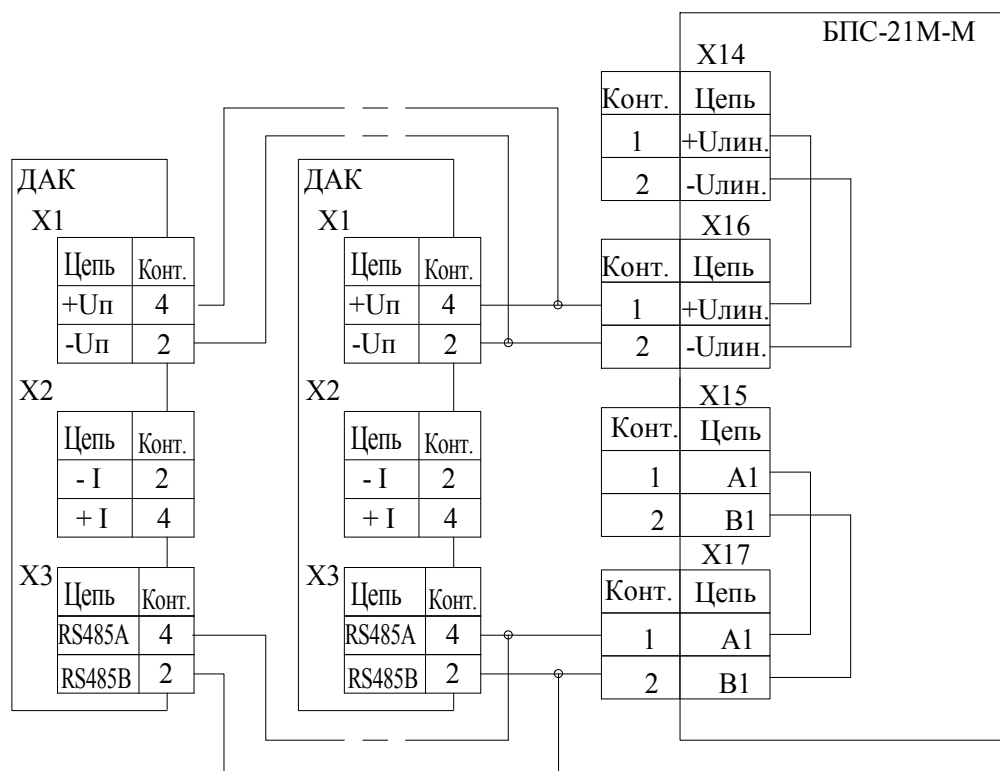 БПС-21М-М
X14
Конт. Цепь
1 +Uлин.
2 -Uлин.
X16
Конт. Цепь
1 +Uлин.
2 -Uлин.
X15
Конт. Цепь
1 A1
2 B1
X17
Конт. Цепь
1 A1
2 B1
ДАК
X1
Цепь Конт.
+Uп 4
-Uп 2
X2
Цепь Конт.
- I 2
+ I 4
X3
Цепь Конт.
RS485A 4
RS485B 2
ДАК
X1
Цепь Конт.
+Uп 4
-Uп 2
X2
Цепь Конт.
- I 2
+ I 4
X3
Цепь Конт.
RS485A 4
RS485B 2